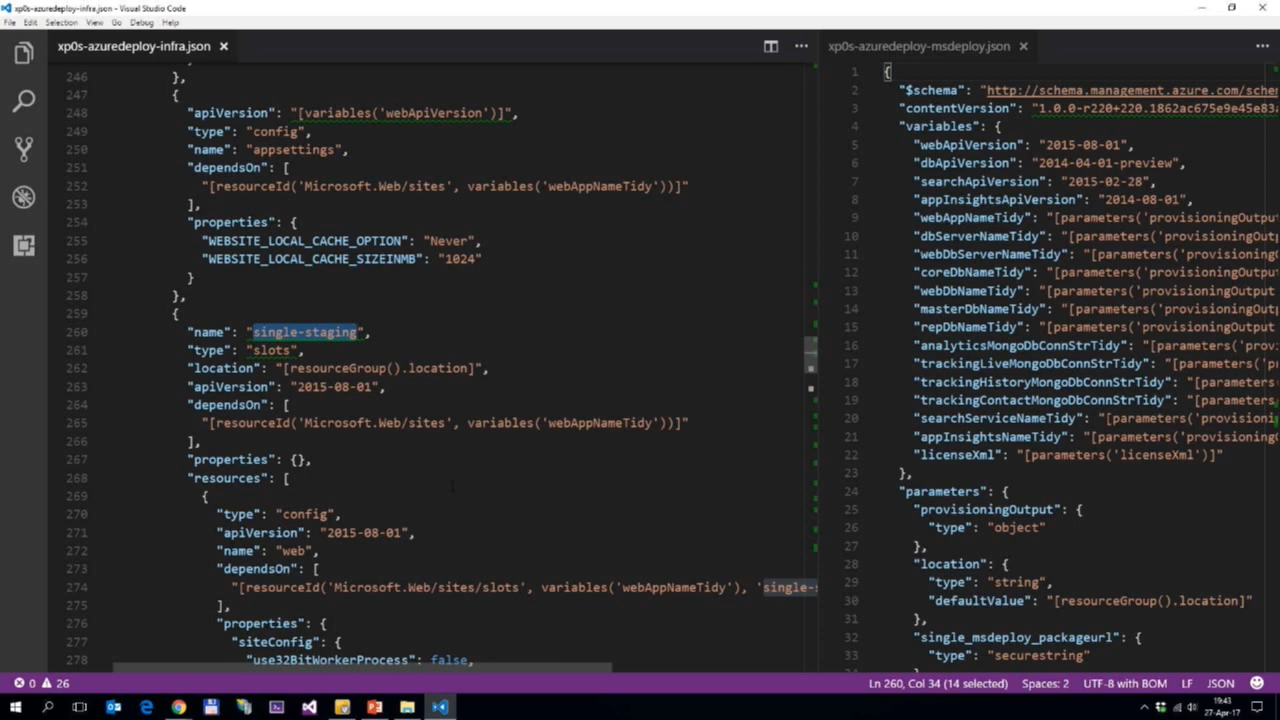 xp0s-azuredeploy-infra.json - Visual Studio Code
File Edit Selection View Go Debug Help
xp0s-azuredeploy-infra.json
246 },
247 {
248 "apiVersion": "[variables('webApiVersion')]",
249 "type": "config",
250 "name": "appsettings",
251 "dependsOn": [
252 "[resourceId('Microsoft.Web/sites', variables('webAppNameTidy'))]"
253 ],
254 "properties": {
255 "WEBSITE_LOCAL_CACHE_OPTION": "Never",
256 "WEBSITE_LOCAL_CACHE_SIZEINMB": "1024"
257 }
258 },
259 {
260 "name": "single-staging",
261 "type": "slots",
262 "location": "[resourceGroup().location]",
263 "apiVersion": "2015-08-01",
264 "dependsOn": [
265 "[resourceId('Microsoft.Web/sites', variables('webAppNameTidy'))]"
266 ],
267 "properties": {},
268 "resources": [
269 {
270 "type": "config",
271 "apiVersion": "2015-08-01",
272 "name": "web",
273 "dependsOn": [
274 "[resourceId('Microsoft.Web/sites/slots', variables('webAppNameTidy'), 'single-
275 ],
276 "properties": {
277 "siteConfig": {
278 "use32BitWorkerProcess": false,
xp0s-azuredeploy-msdeploy.json
1 {
2 "$schema": "http://schema.management.azure.com/schem
3 "contentVersion": "1.0.0-r220+220.1862ac675e9e45e83
4 "variables": {
5 "webApiVersion": "2015-08-01",
6 "dbApiVersion": "2014-04-01-preview",
7 "searchApiVersion": "2015-02-28",
8 "appInsightsApiVersion": "2014-08-01",
9 "webAppNameTidy": "[parameters('provisioningOutp
10 "dbServerNameTidy": "[parameters('provisioningOu
11 "webDbServerNameTidy": "[parameters('provisionin
12 "coreDbNameTidy": "[parameters('provisioningOutp
13 "webDbNameTidy": "[parameters('provisioningOutput
14 "masterDbNameTidy": "[parameters('provisioningOu
15 "repDbNameTidy": "[parameters('provisioningOutput
16 "analyticsMongoDbConnStrTidy": "[parameters('pro
17 "trackingLiveMongoDbConnStrTidy": "[parameters('p
18 "trackingHistoryMongoDbConnStrTidy": "[parameter
19 "trackingContactMongoDbConnStrTidy": "[parameter
20 "searchServiceNameTidy": "[parameters('provision
21 "appInsightsNameTidy": "[parameters('provisionin
22 "licenseXml": "[parameters('licenseXml')]"
23 },
24 "parameters": {
25 "provisioningOutput": {
26 "type": "object"
27 },
28 "location": {
29 "type": "string",
30 "defaultValue": "[resourceGroup().location]"
31 },
32 "single_msdeploy_packageurl": {
33 "type": "securestring"
0 26
Ln 260, Col 34 (14 selected) Spaces: 2 UTF-8 with BOM LF JSON
19:43
27-Apr-17